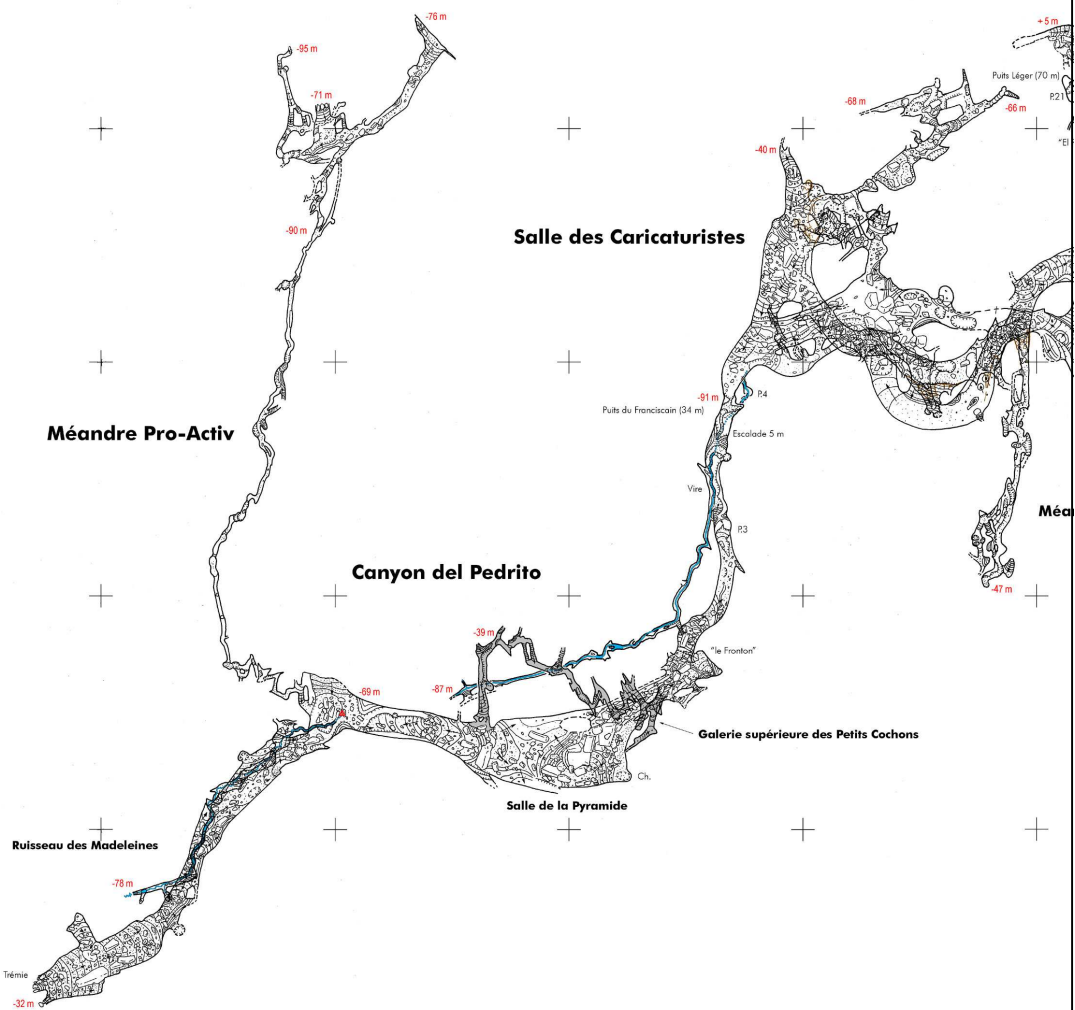 -76 m
+ 5 m
-95 m
Puits Léger (70 m)
-71 m
P.21
-68 m
-66 m
"El
-40 m
-90 m
Salle des Caricaturistes
P.4
-91 m
Puits du Franciscain (34 m)
Escalade 5 m
Méandre Pro-Activ
Vire
Méa
P.3
Canyon del Pedrito
-47 m
-39 m
"le Fronton"
-69 m
-87 m
Galerie supérieure des Petits Cochons
Ch.
Salle de la Pyramide
Ruisseau des Madeleines
-78 m
Trémie
-32 m